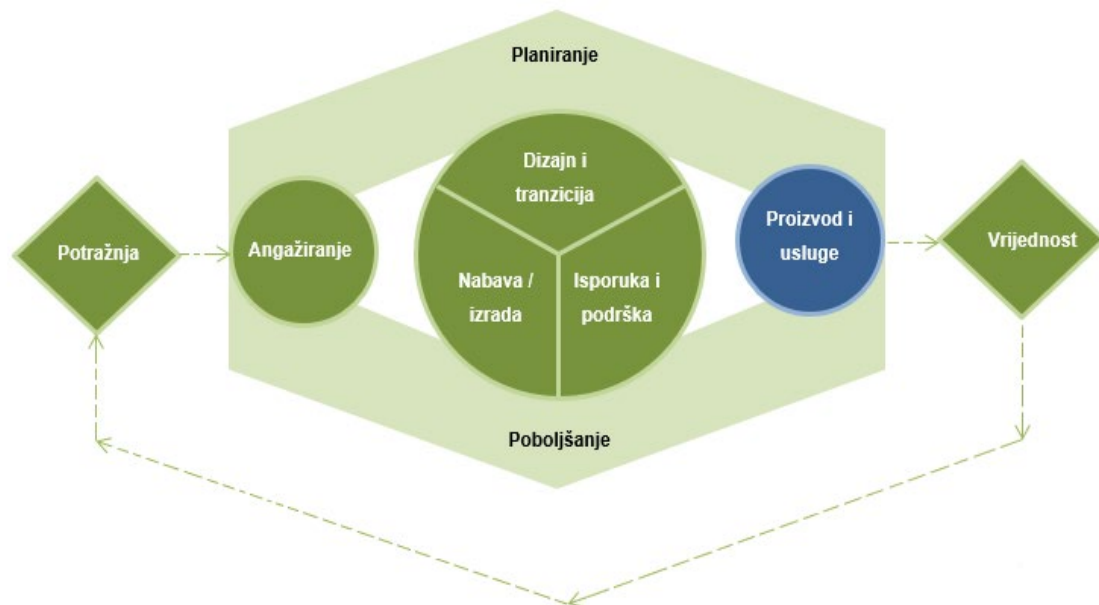 Planiranje
Dizajn i
tranzicija
Potražnja
Angažiranje
Nabava /
izrada
Isporuka i
podrška
Proizvod i
usluge
Vrijednost
Poboljšanje